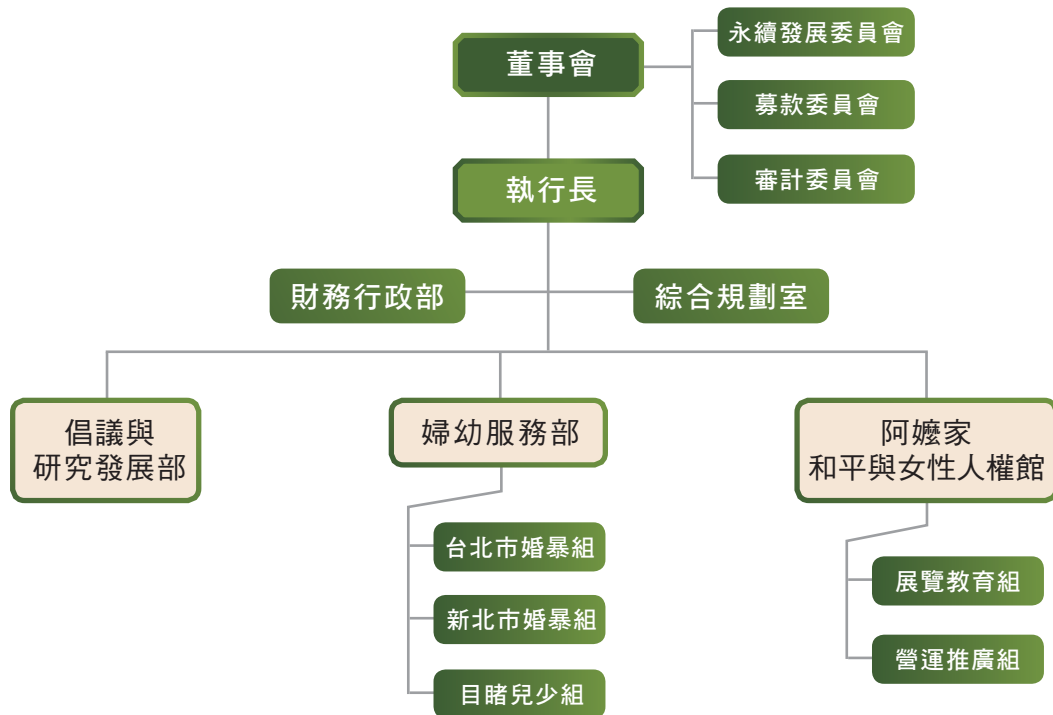 董事會
永續發展委員會
募款委員會
審計委員會
執行長
財務行政部
綜合規劃室
倡議與
研究發展部
婦幼服務部
台北市婚暴組
新北市婚暴組
目睹兒少組
阿嬤家
和平與女性人權館
展覽教育組
營運推廣組